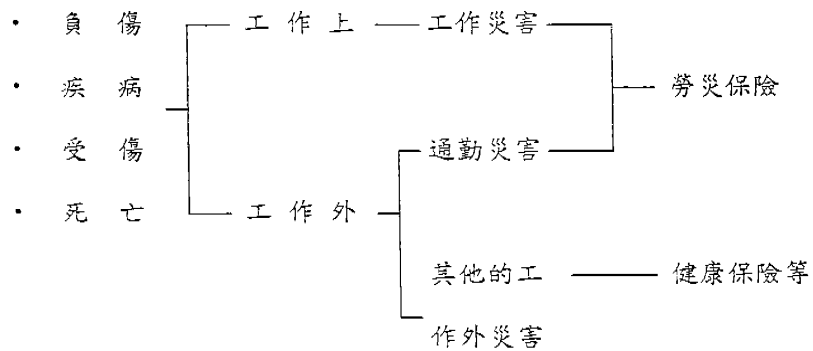 • 負傷 工作上 工作災害
勞災保險
• 疾病
• 受傷 通勤災害
• 死亡 工作外
其他的工 健康保險等
作外災害